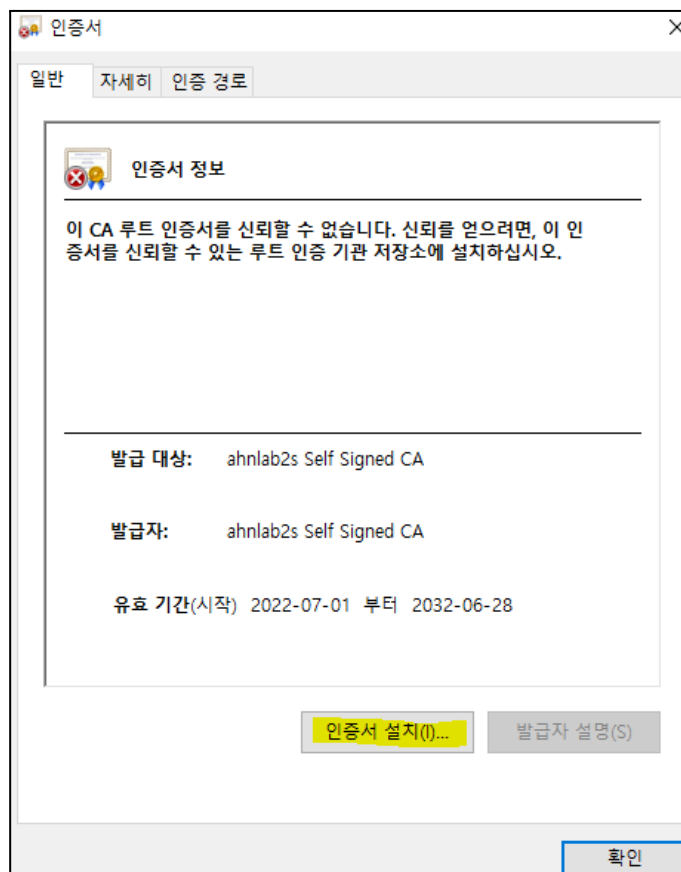 인증서
일반 자세히 인증 경로
인증서 정보
이 CA 루트 인증서를 신뢰할 수 없습니다. 신뢰를 얻으려면, 이 인
증서를 신뢰할 수 있는 루트 인증 기관 저장소에 설치하십시오.
발급 대상: ahnlab2s Self Signed CA
발급자: ahnlab2s Self Signed CA
유효 기간(시작) 2022-07-01 부터 2032-06-28
인증서 설치(I)... 발급자 설명(S)
확인